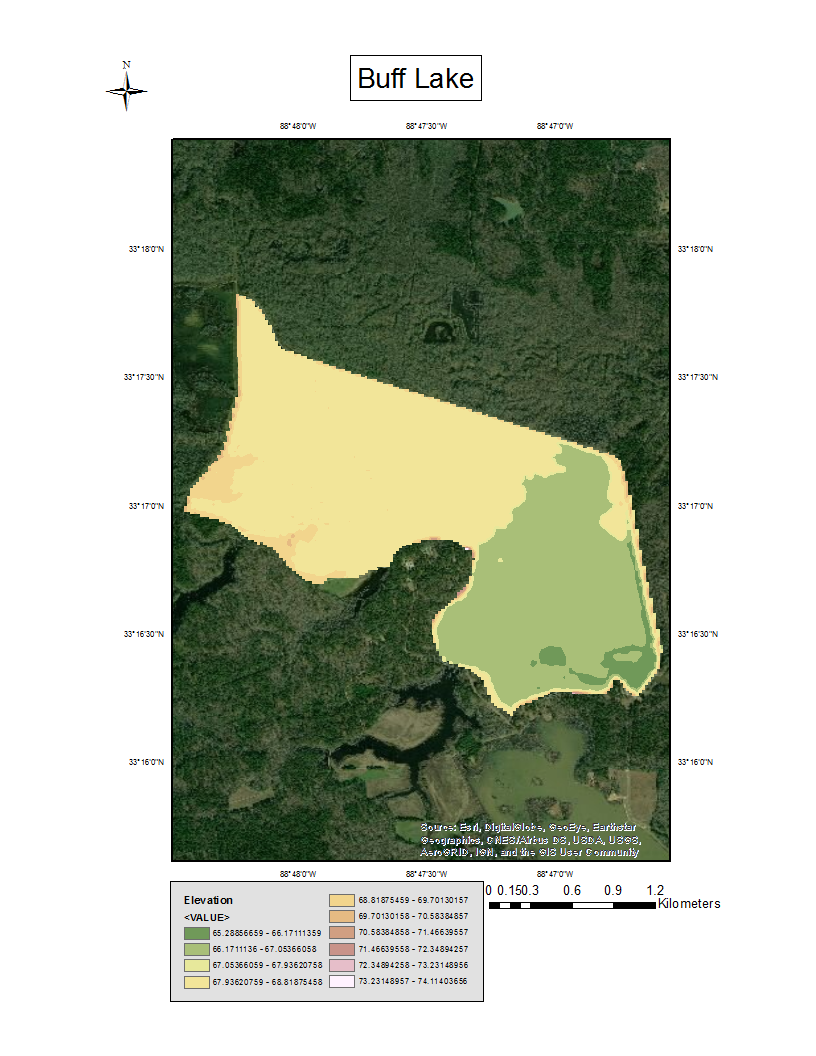 N
Buff Lake
88°48'0"W
88°47'30"W
88°47'0"W
33°18'0"N
33°18'0"N
33°17'30"N
33°17'30"N
33°17'0"N
33°17'0"N
33°16'30"N
33°16'30"N
33°16'0"N
33°16'0"N
Source: Esri, DigitalGlobe, GeoEye, Earthstar
Geographics, CNES/Airbus DS, USDA, USGS,
AeroGRID, IGN, and the GIS User Community
88°48'0"W
88°47'30"W
88°47'0"W
Elevation
<VALUE>
65.28856659 - 66.17111359
66.1711136 - 67.05366058
67.05366059 - 67.93620758
67.93620759 - 68.81875458
68.81875459 - 69.70130157
69.70130158 - 70.58384857
70.58384858 - 71.46639557
71.46639558 - 72.34894257
72.34894258 - 73.23148956
73.23148957 - 74.11403656
0 0.15 0.3 0.6 0.9 1.2
Kilometers